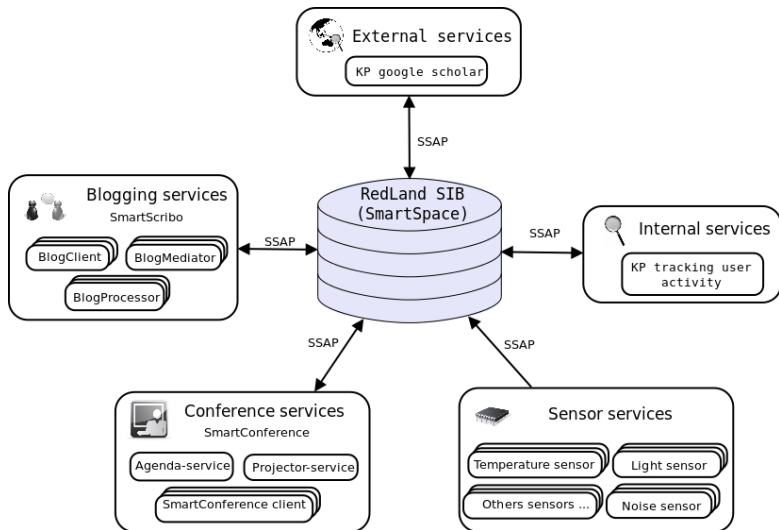 External services
KP google scholar
SSAP
RedLand SIB
(SmartSpace)
Blogging services
SmartScribo
BlogClient
BlogMediator
BlogProcessor
SSAP
SSAP
Internal services
KP tracking user
activity
SSAP
SSAP
Conference services
SmartConference
Agenda-service
Projector-service
SmartConference client
Sensor services
Temperature sensor
Light sensor
Others sensors ...
Noise sensor